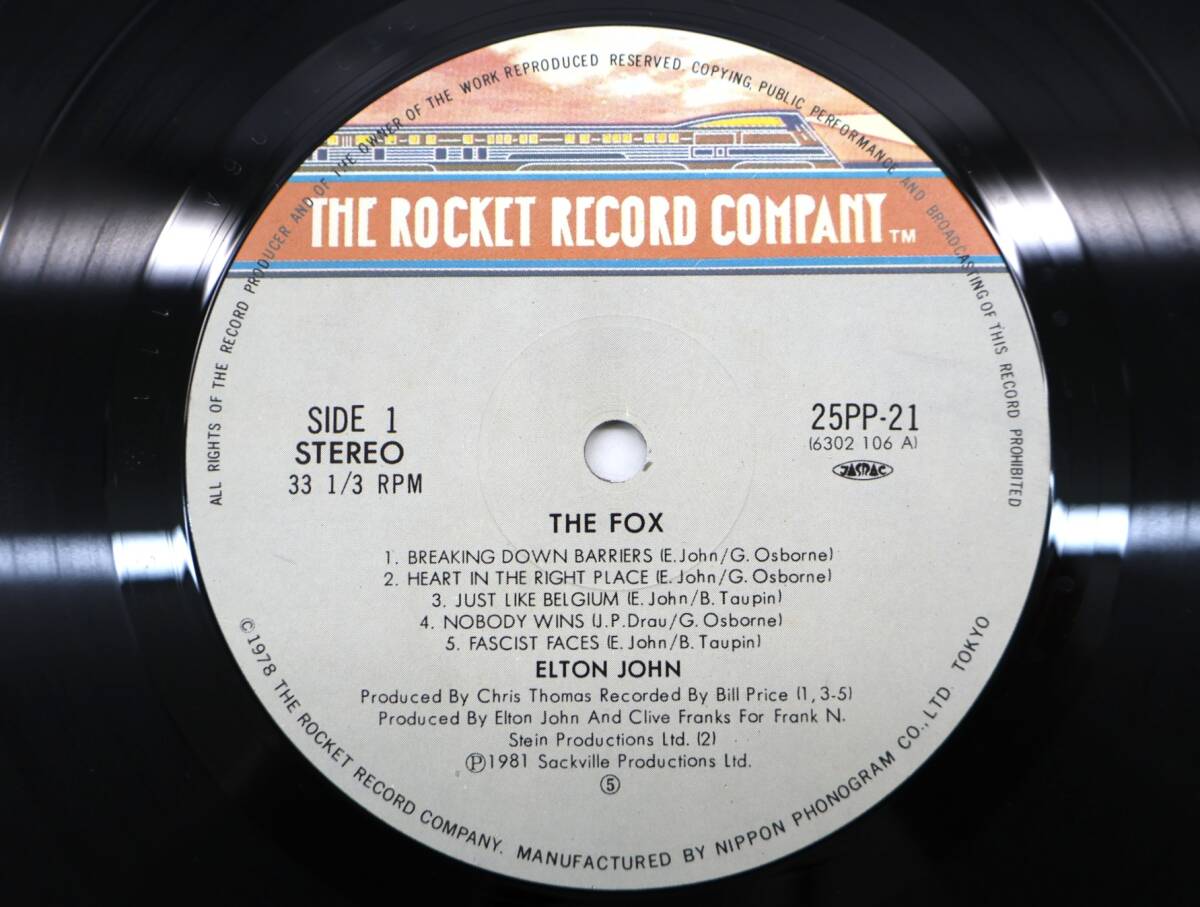 ALL RIGHTS OF THE RECORD PRODUCER AND OF THE OWNER OF THE WORK REPRODUCED RESERVED. COPYING, PUBLIC PERFORMANCE AND BROADCASTING OF THIS RECORD PROHIBITED
THE ROCKET RECORD COMPANY TM
SIDE 1
STEREO
33 1/3 RPM
25PP-21
(6302 106 A)
JASRAC
THE FOX
1. BREAKING DOWN BARRIERS (E. John/G. Osborne)
2. HEART IN THE RIGHT PLACE (E. John/G. Osborne)
3. JUST LIKE BELGIUM (E. John/B. Taupin)
4. NOBODY WINS (J.P.Drau/G. Osborne)
5. FASCIST FACES (E. John/B. Taupin)
ELTON JOHN
Produced By Chris Thomas Recorded By Bill Price (1, 3-5)
Produced By Elton John And Clive Franks For Frank N.
Stein Productions Ltd. (2)
Ⓟ1981 Sackville Productions Ltd.
⑤
©1978 THE ROCKET RECORD COMPANY. MANUFACTURED BY NIPPON PHONOGRAM CO., LTD. TOKYO